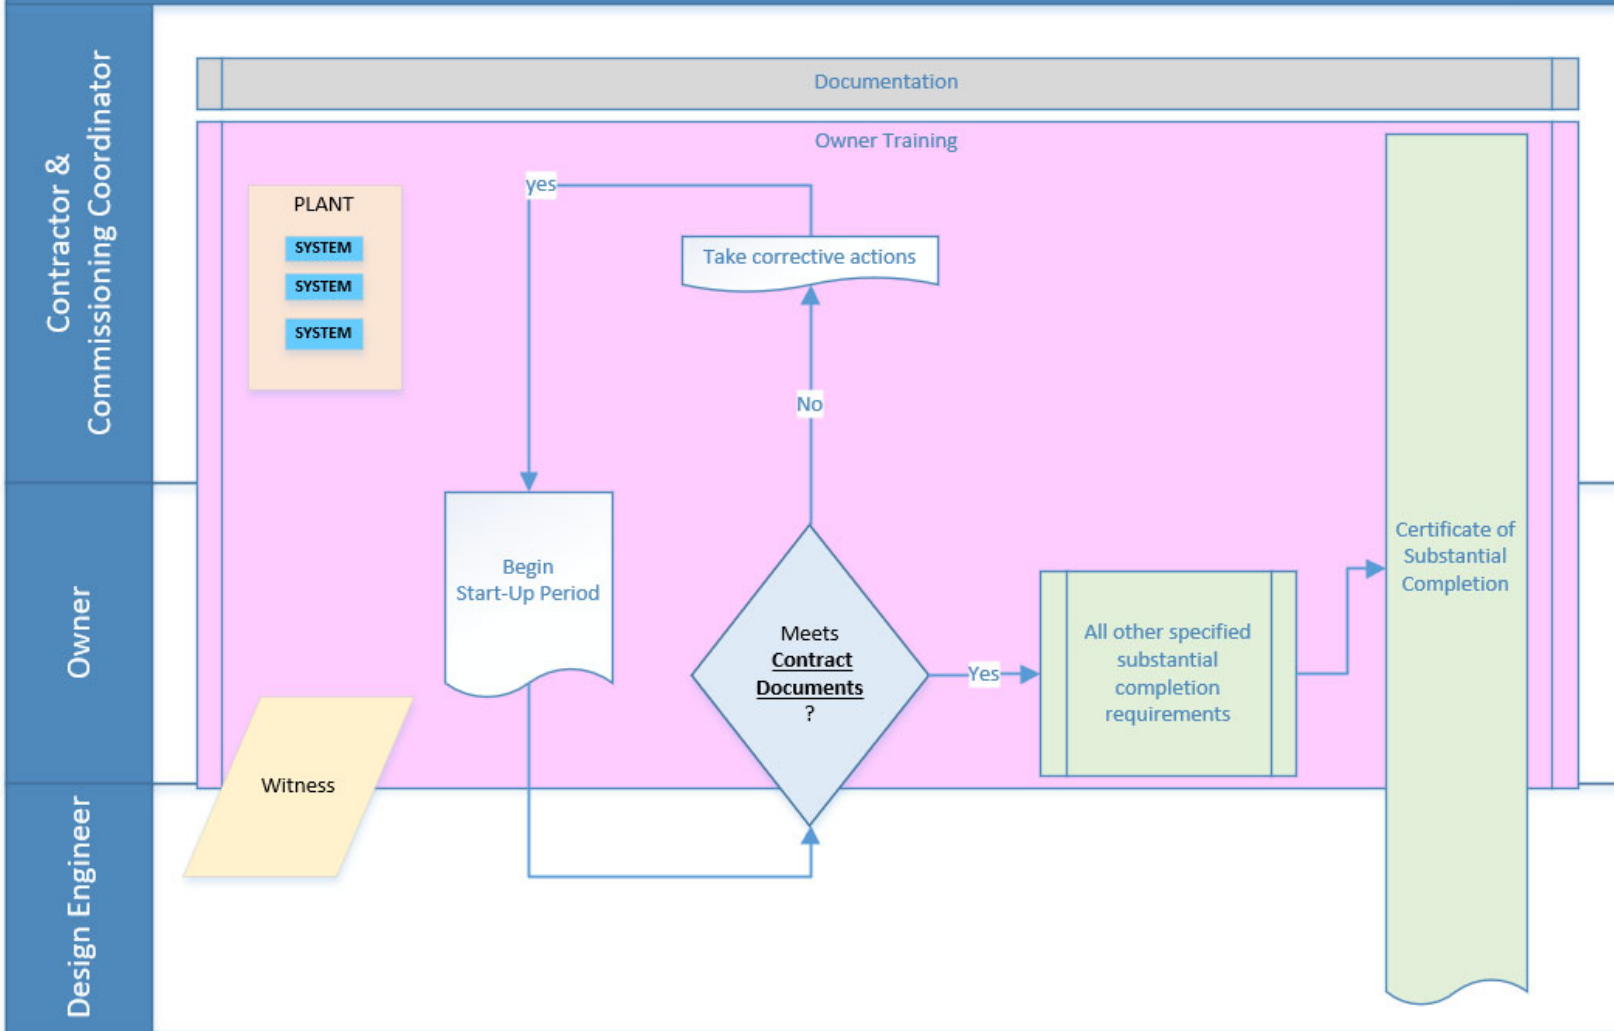 Contractor &
Commissioning Coordinator
Documentation
Owner Training
PLANT
SYSTEM
SYSTEM
SYSTEM
yes
Take corrective actions
No
Owner
Begin
Start-Up Period
Meets
Contract
Documents
?
Yes
All other specified
substantial
completion
requirements
Certificate of
Substantial
Completion
Design Engineer
Witness